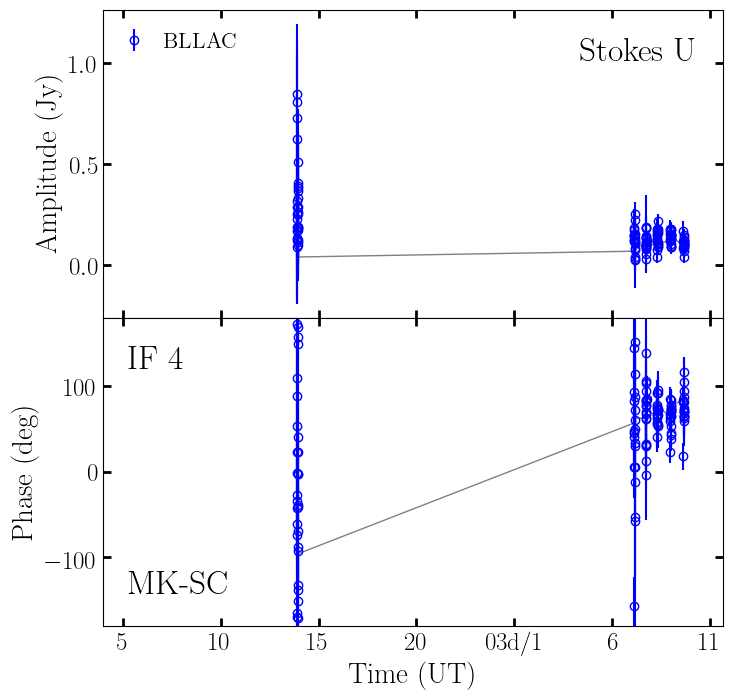 BLLAC
Stokes U
1.0
0.5
0.0
Amplitude (Jy)
IF 4
100
0
−100
Phase (deg)
MK-SC
5 10 15 20 03d/1 6 11
Time (UT)